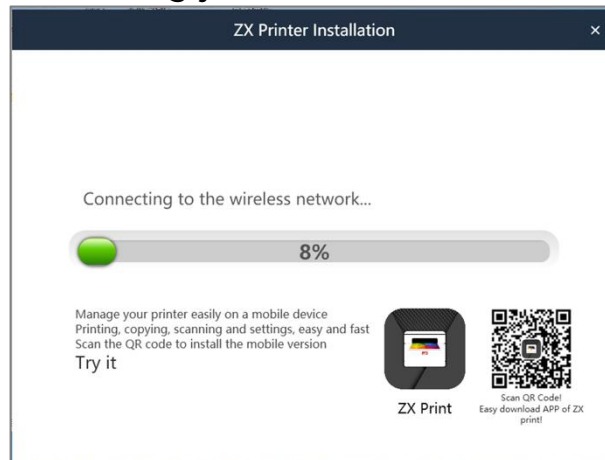 ZX Printer Installation ×
Connecting to the wireless network...
8%
Manage your printer easily on a mobile device
Printing, copying, scanning and settings, easy and fast
Scan the QR code to install the mobile version
Try it
ZX Print
Scan QR Code!
Easy download APP of ZX
print!